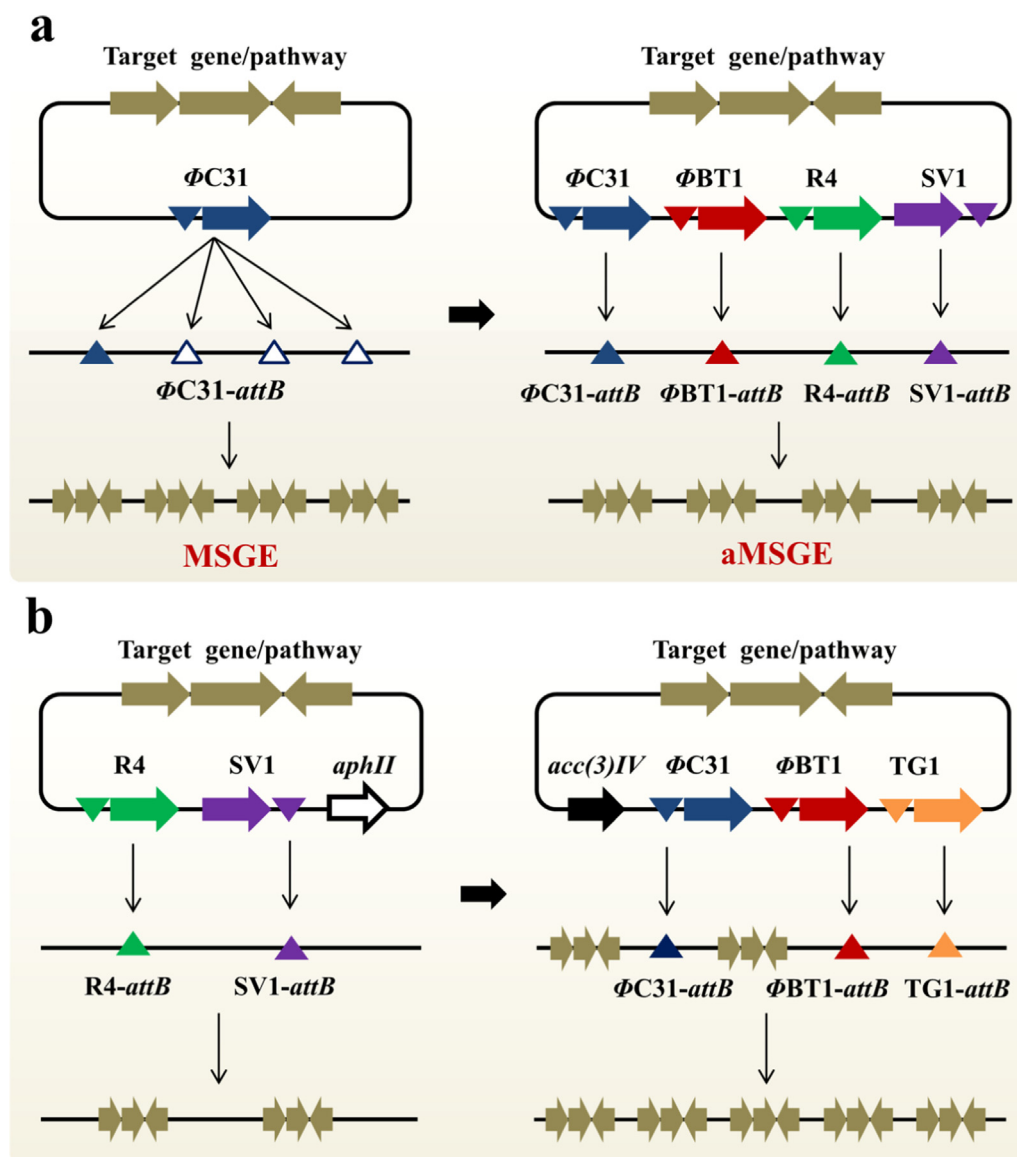 a
Target gene/pathway
Target gene/pathway
ΦC31
ΦC31 ΦBT1 R4 SV1
ΦC31-attB
ΦC31-attB ΦBT1-attB R4-attB SV1-attB
MSGE
aMSGE
b
Target gene/pathway
Target gene/pathway
R4 SV1 aphII
acc(3)IV ΦC31 ΦBT1 TG1
R4-attB SV1-attB
ΦC31-attB ΦBT1-attB TG1-attB